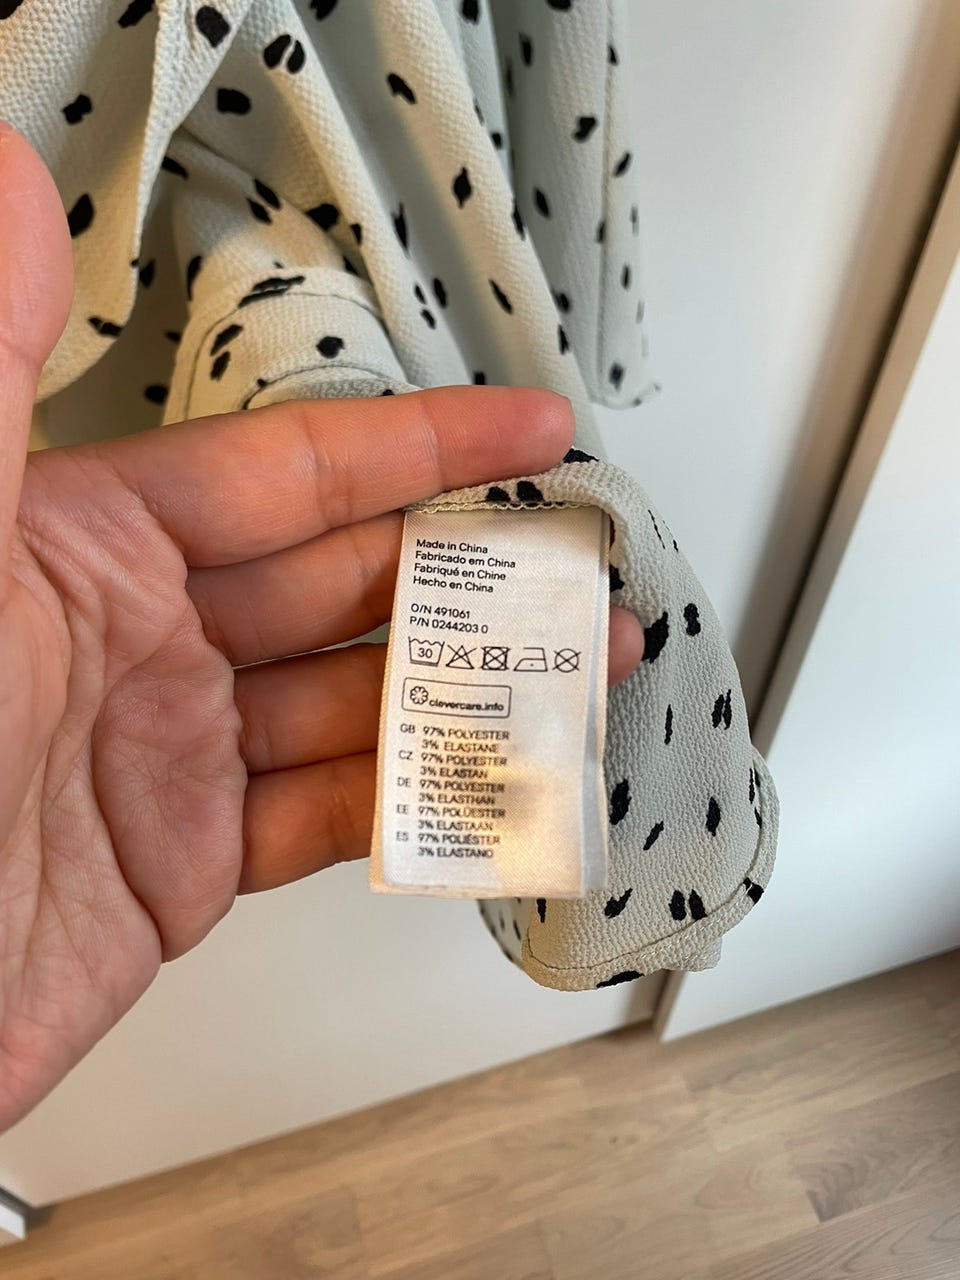 Made in China
Fabricado em China
Fabriqué en Chine
Hecho en China
O/N 491061
P/N 0244203 0
30
clevercare.info
GB 97% POLYESTER
3% ELASTANE
CZ 97% POLYESTER
3% ELASTAN
DE 97% POLYESTER
3% ELASTHAN
EE 97% POLÜESTER
3% ELASTAAN
ES 97% POLIÉSTER
3% ELASTANO